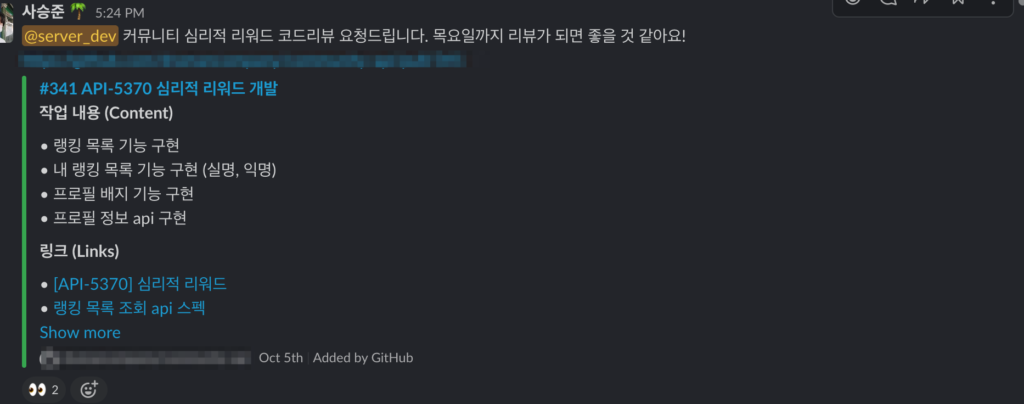 사승준 5:24 PM
@server_dev 커뮤니티 심리적 리워드 코드리뷰 요청드립니다. 목요일까지 리뷰가 되면 좋을 것 같아요!
#341 API-5370 심리적 리워드 개발
작업 내용 (Content)
• 랭킹 목록 기능 구현
• 내 랭킹 목록 기능 구현 (실명, 익명)
• 프로필 배지 기능 구현
• 프로필 정보 api 구현
링크 (Links)
• [API-5370] 심리적 리워드
• 랭킹 목록 조회 api 스펙
Show more
Oct 5th Added by GitHub
2